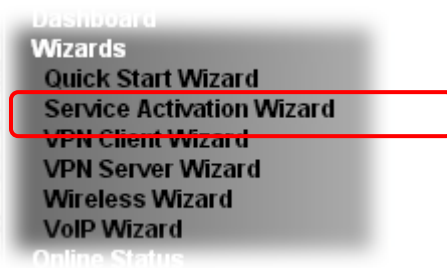 Dashboard
Wizards
Quick Start Wizard
Service Activation Wizard
VPN Client Wizard
VPN Server Wizard
Wireless Wizard
VoIP Wizard
Online Status